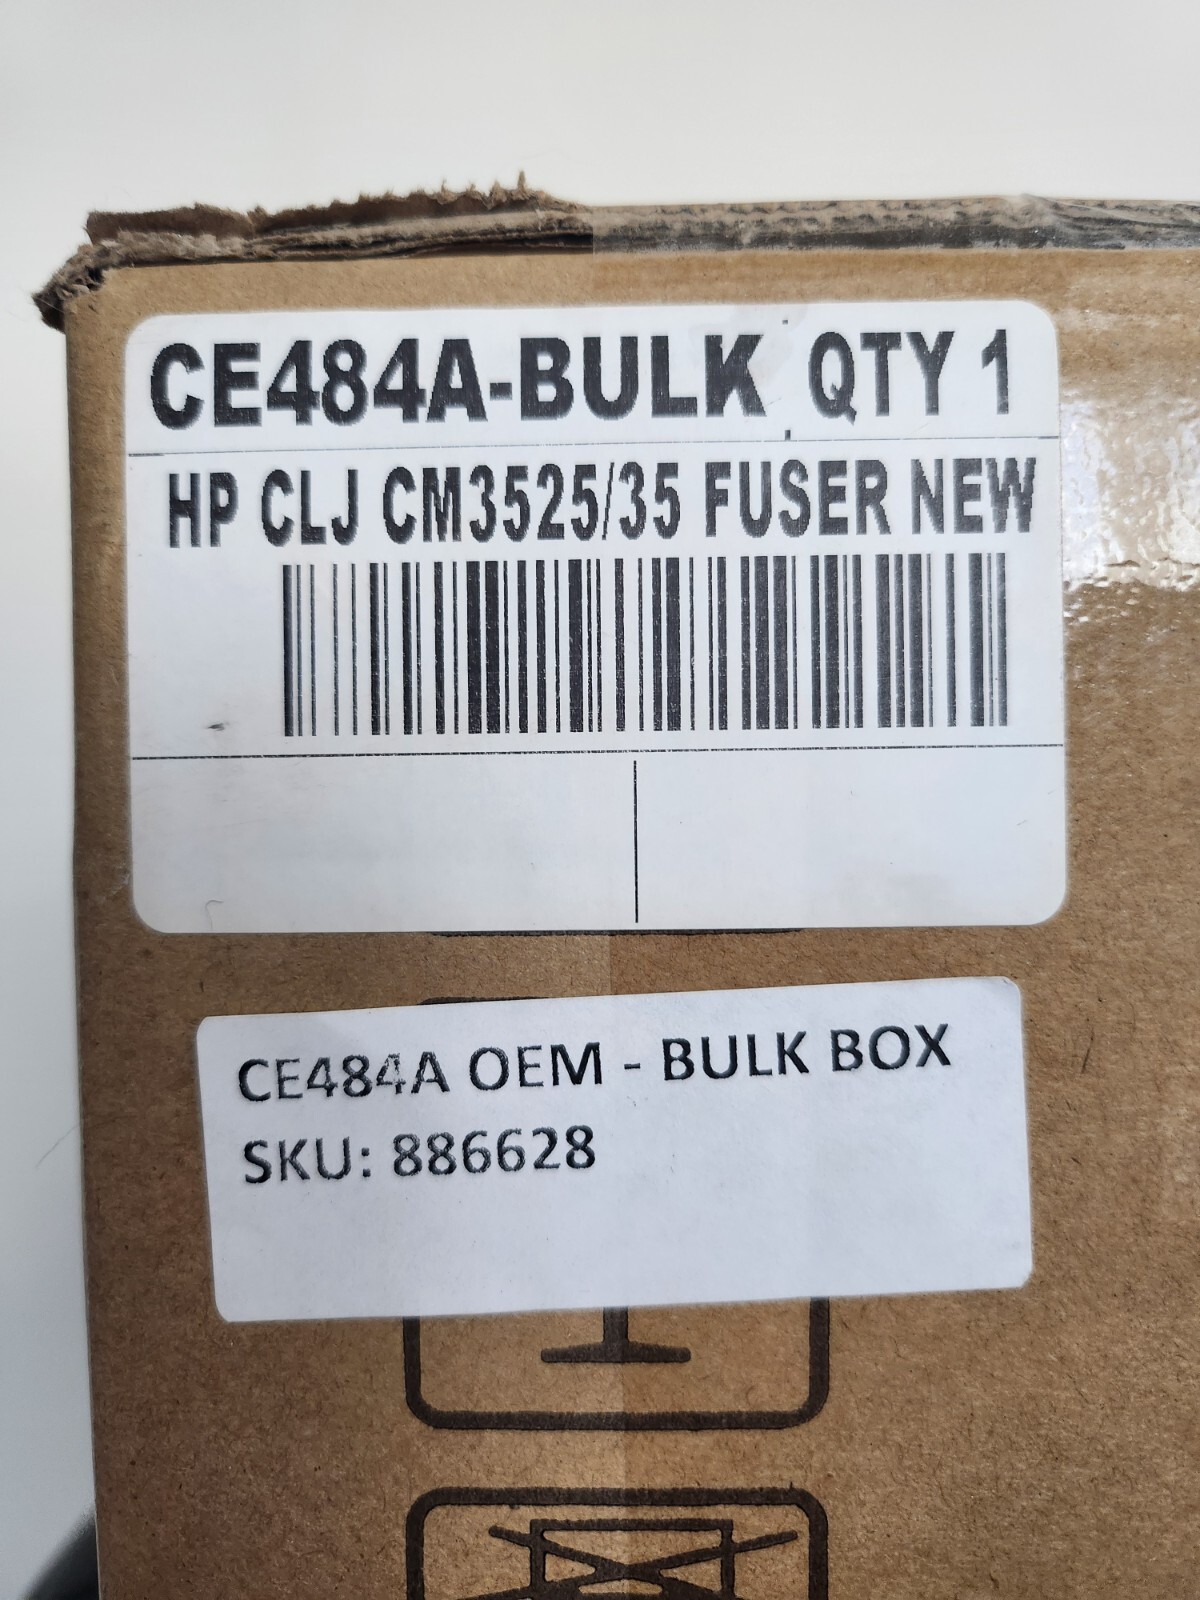 CE484A-BULK QTY 1
HP CLJ CM3525/35 FUSER NEW
CE484A OEM - BULK BOX
SKU: 886628